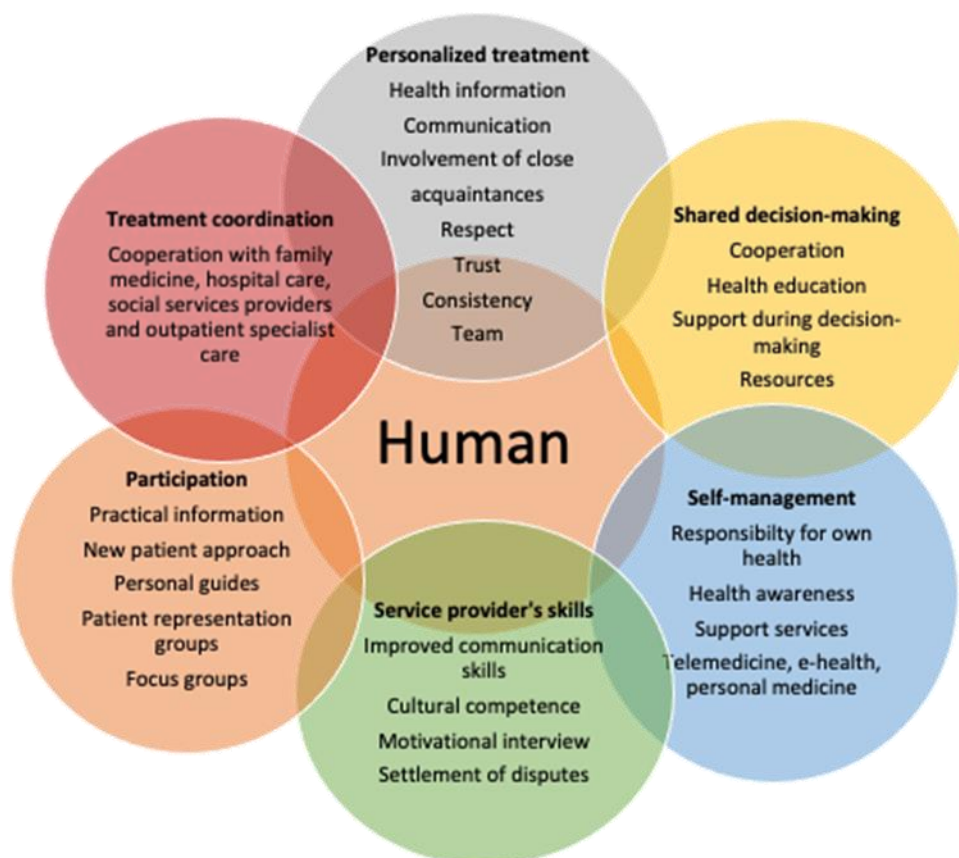 Personalized treatment
Health information
Communication
Involvement of close
acquaintances
Respect
Trust
Consistency
Team
Shared decision-making
Cooperation
Health education
Support during decision-
making
Resources
Self-management
Responsibilty for own
health
Health awareness
Support services
Telemedicine, e-health,
personal medicine
Service provider's skills
Improved communication
skills
Cultural competence
Motivational interview
Settlement of disputes
Participation
Practical information
New patient approach
Personal guides
Patient representation
groups
Focus groups
Treatment coordination
Cooperation with family
medicine, hospital care,
social services providers
and outpatient specialist
care
Human